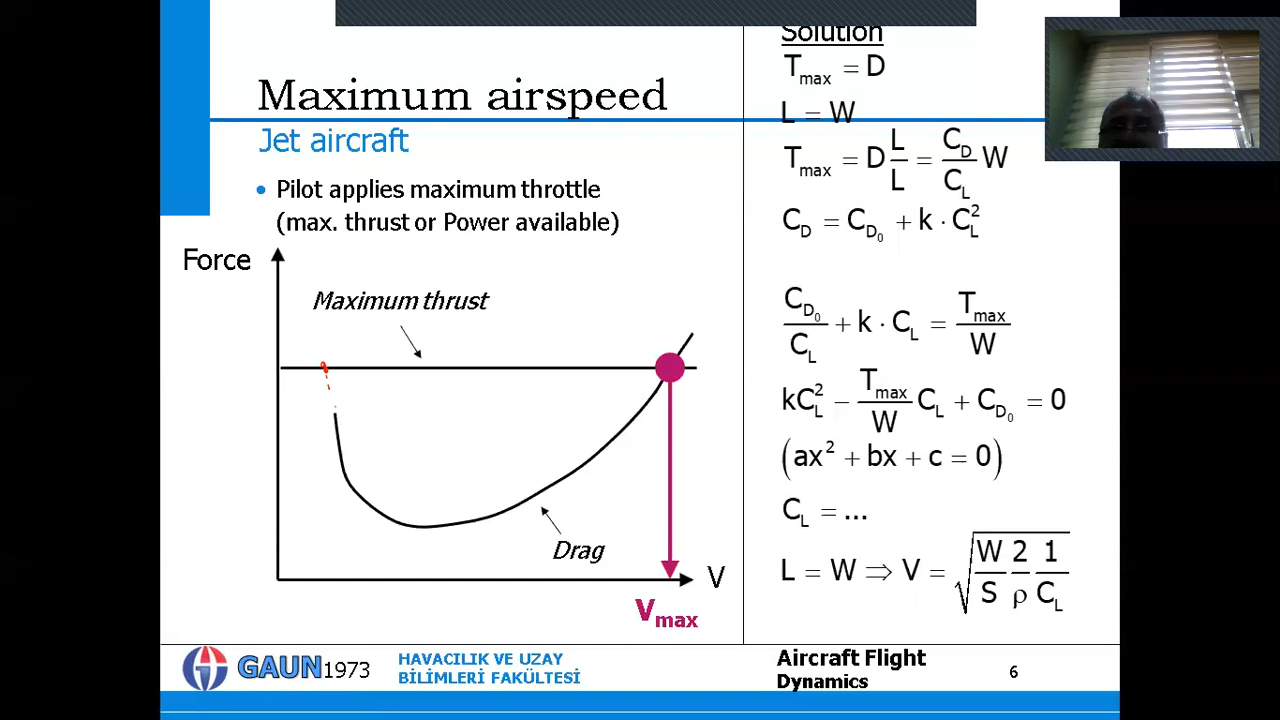 Maximum airspeed
Jet aircraft
• Pilot applies maximum throttle
(max. thrust or Power available)
Force
Maximum thrust
Drag
V
Vmax
Solution
T_max = D
L = W
T_max = D L/L = C_D/C_L W
C_D = C_D₀ + k · C_L²
C_D₀/C_L + k · C_L = T_max/W
kC_L² − T_max/W C_L + C_D₀ = 0
(ax² + bx + c = 0)
C_L = ...
L = W ⇒ V = √(W/S 2/ρ 1/C_L)
GAUN1973
HAVACILIK VE UZAY
BİLİMLERİ FAKÜLTESİ
Aircraft Flight
Dynamics
6